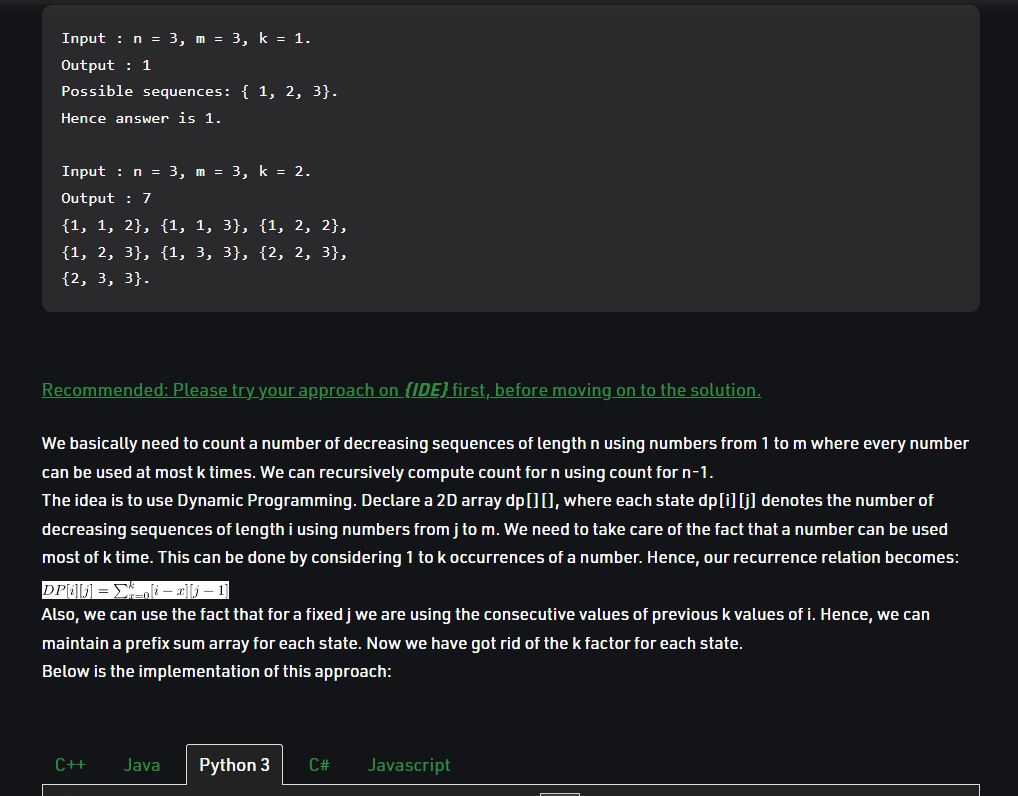 Input : n = 3, m = 3, k = 1.
Output : 1
Possible sequences: { 1, 2, 3}.
Hence answer is 1.
Input : n = 3, m = 3, k = 2.
Output : 7
{1, 1, 2}, {1, 1, 3}, {1, 2, 2},
{1, 2, 3}, {1, 3, 3}, {2, 2, 3},
{2, 3, 3}.
Recommended: Please try your approach on {IDE} first, before moving on to the solution.
We basically need to count a number of decreasing sequences of length n using numbers from 1 to m where every number
can be used at most k times. We can recursively compute count for n using count for n-1.
The idea is to use Dynamic Programming. Declare a 2D array dp[][], where each state dp[i][j] denotes the number of
decreasing sequences of length i using numbers from j to m. We need to take care of the fact that a number can be used
most of k time. This can be done by considering 1 to k occurrences of a number. Hence, our recurrence relation becomes:
DP[i][j] = ∑_{x=0}^{k}[i − x][j − 1]
Also, we can use the fact that for a fixed j we are using the consecutive values of previous k values of i. Hence, we can
maintain a prefix sum array for each state. Now we have got rid of the k factor for each state.
Below is the implementation of this approach:
C++ Java Python 3 C# Javascript